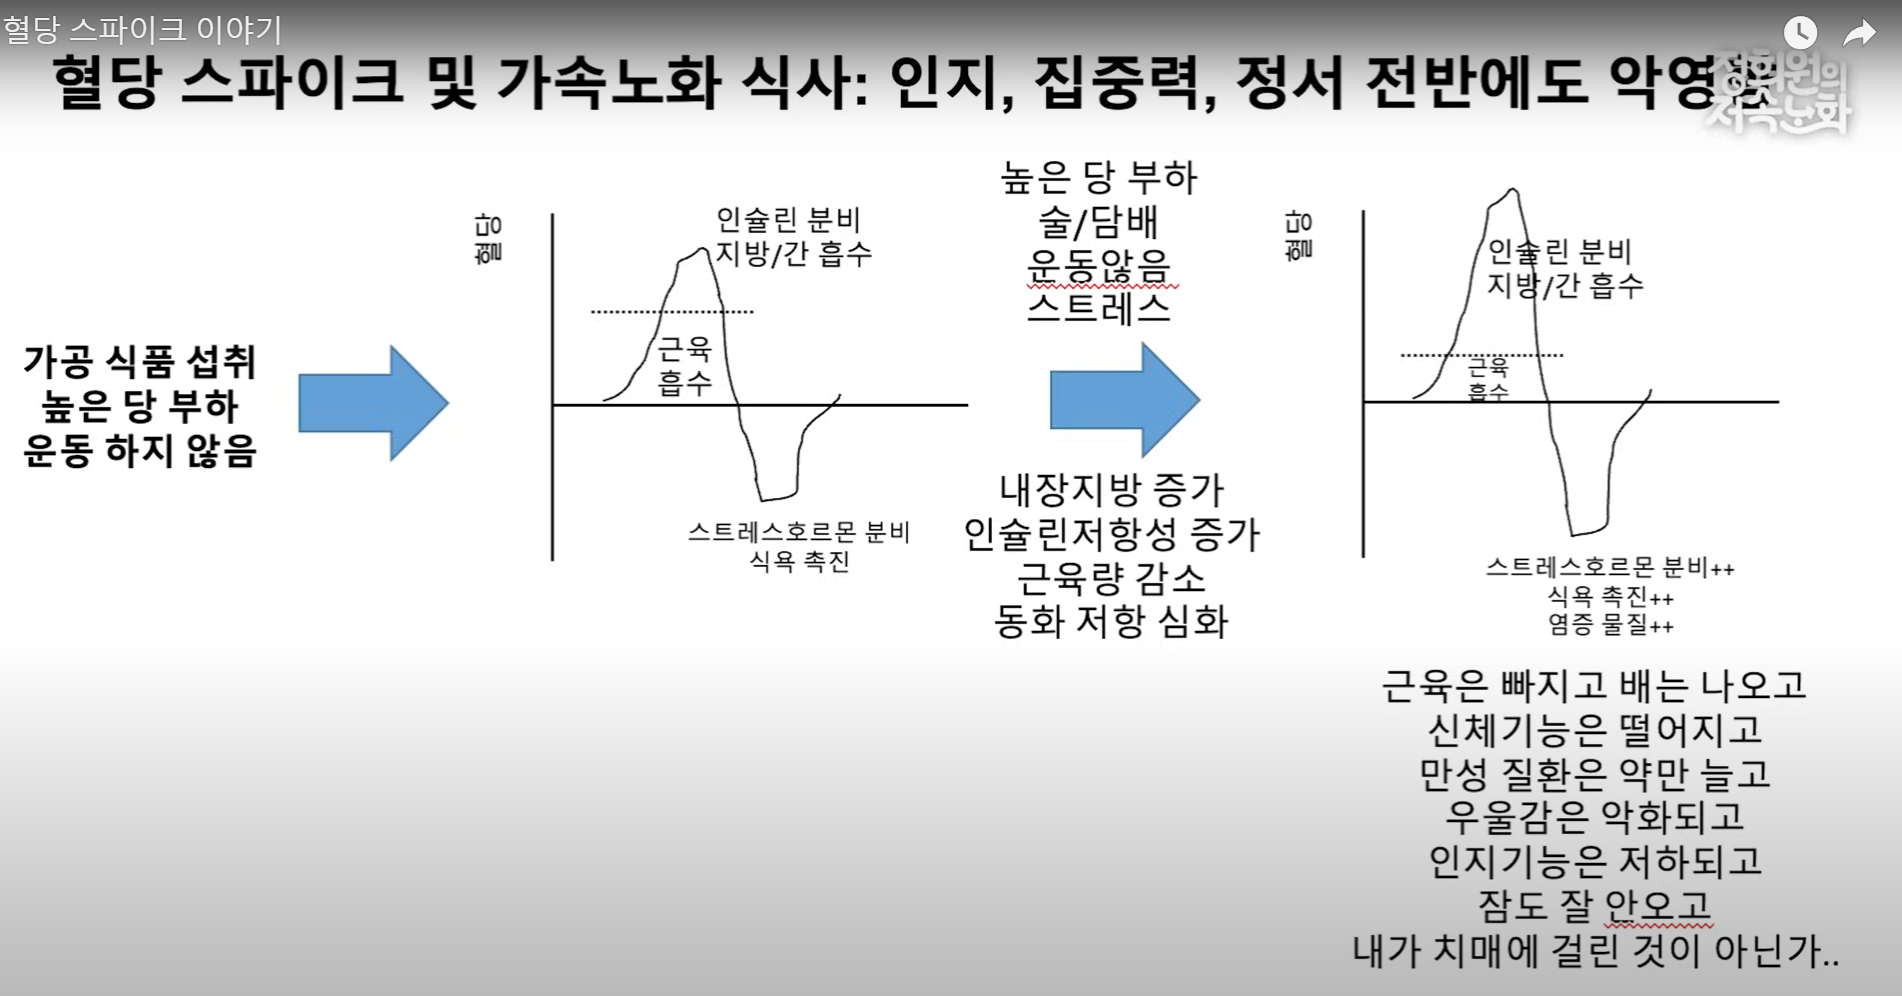 혈당 스파이크 이야기
혈당 스파이크 및 가속노화 식사: 인지, 집중력, 정서 전반에도 악영향
정희원의
저속노화
가공 식품 섭취
높은 당 부하
운동 하지 않음
혈당
인슐린 분비
지방/간 흡수
근육
흡수
스트레스호르몬 분비
식욕 촉진
높은 당 부하
술/담배
운동않음
스트레스
내장지방 증가
인슐린저항성 증가
근육량 감소
동화 저항 심화
혈당
인슐린 분비
지방/간 흡수
근육
흡수
스트레스호르몬 분비++
식욕 촉진++
염증 물질++
근육은 빠지고 배는 나오고
신체기능은 떨어지고
만성 질환은 약만 늘고
우울감은 악화되고
인지기능은 저하되고
잠도 잘 안오고
내가 치매에 걸린 것이 아닌가..